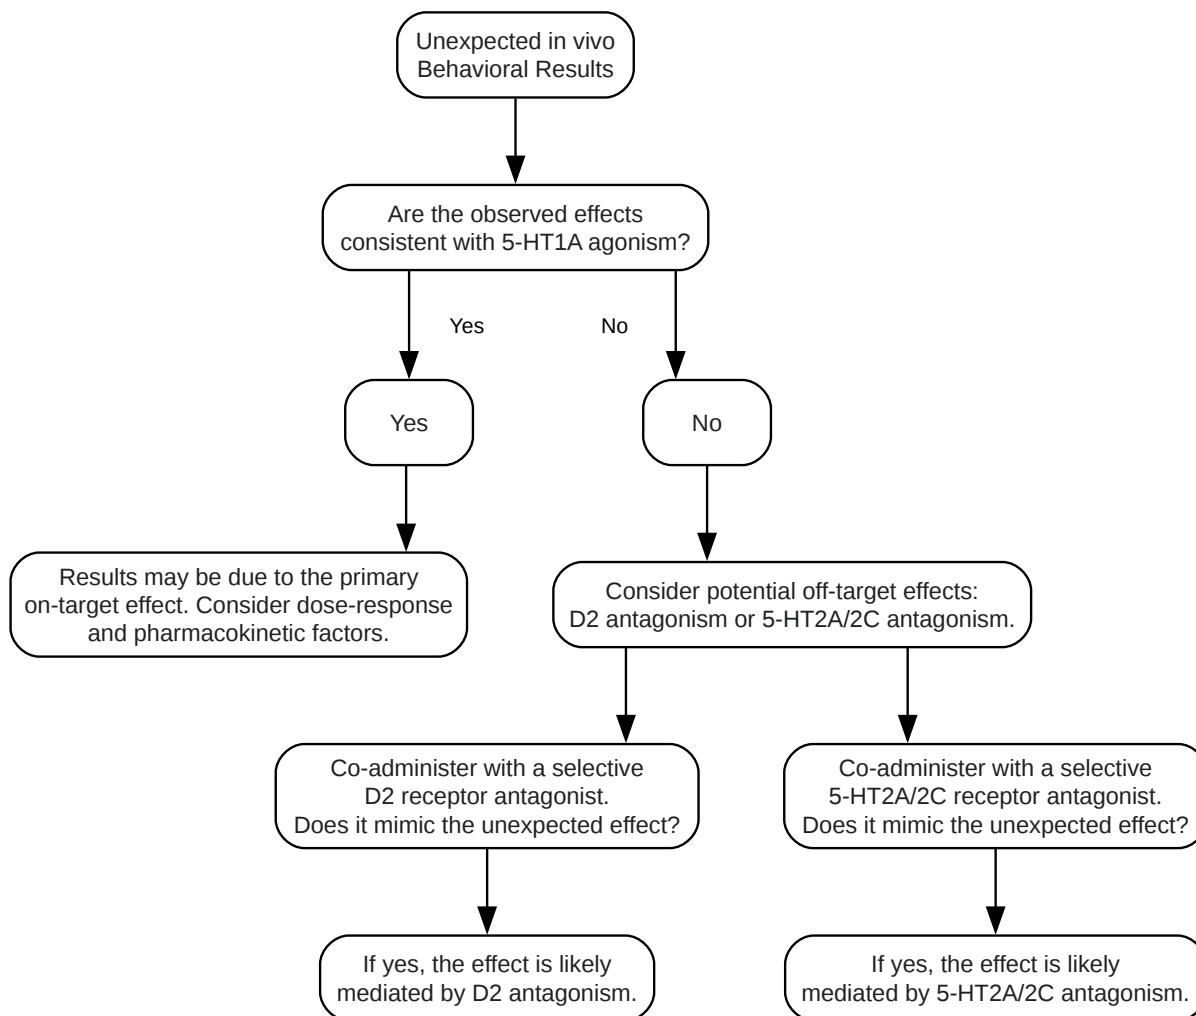 Unexpected in vivo
Behavioral Results
Are the observed effects
consistent with 5-HT1A agonism?
Yes
No
Yes
No
Results may be due to the primary
on-target effect. Consider dose-response
and pharmacokinetic factors.
Consider potential off-target effects:
D2 antagonism or 5-HT2A/2C antagonism.
Co-administer with a selective
D2 receptor antagonist.
Does it mimic the unexpected effect?
Co-administer with a selective
5-HT2A/2C receptor antagonist.
Does it mimic the unexpected effect?
If yes, the effect is likely
mediated by D2 antagonism.
If yes, the effect is likely
mediated by 5-HT2A/2C antagonism.